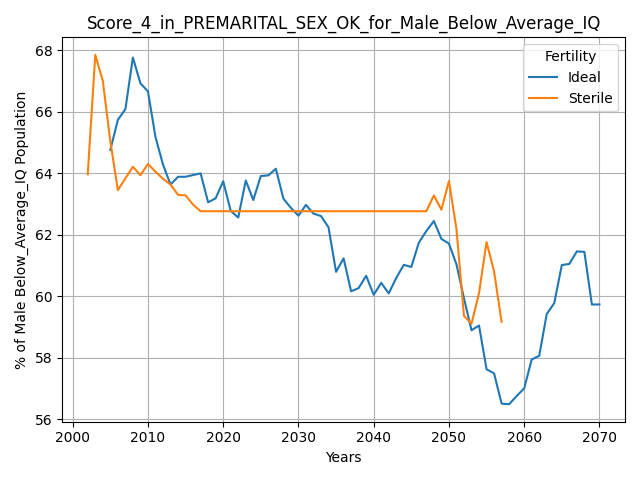 Score_4_in_PREMARITAL_SEX_OK_for_Male_Below_Average_IQ
% of Male Below_Average_IQ Population
68
66
64
62
60
58
56
Fertility
Ideal
Sterile
2000 2010 2020 2030 2040 2050 2060 2070
Years